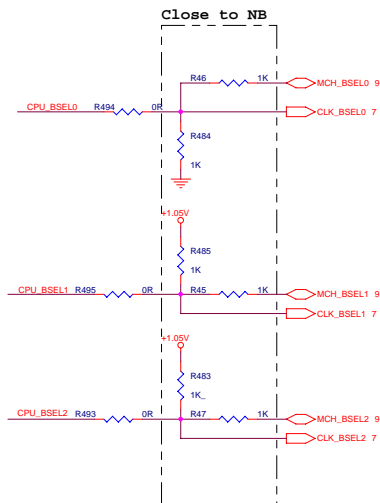 Close to NB
R46 1K MCH_BSEL0 9
CPU_BSEL0 R494 0R CLK_BSEL0 7
R484
1K
+1.05V
R485
1K
CPU_BSEL1 R495 0R R45 1K MCH_BSEL1 9
CLK_BSEL1 7
+1.05V
R483
1K_
CPU_BSEL2 R493 0R R47 1K MCH_BSEL2 9
CLK_BSEL2 7